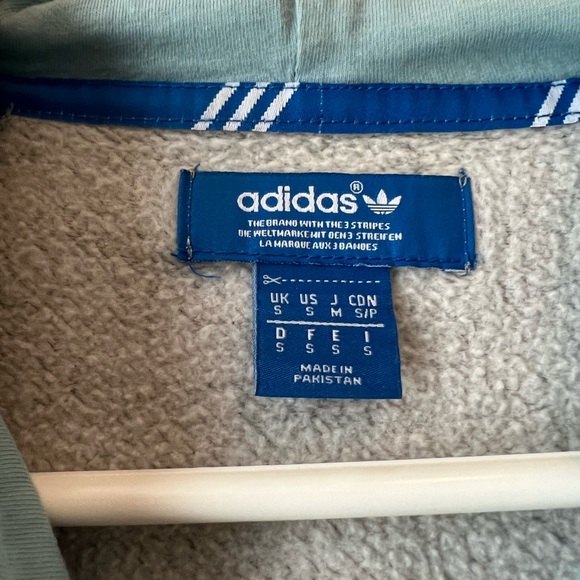 adidas®
THE BRAND WITH THE 3 STRIPES
DIE WELTMARKE MIT DEN 3 STREIFEN
LA MARQUE AUX 3 BANDES
UK US J CDN
S S M S/P
D F E I
S S S S
MADE IN
PAKISTAN